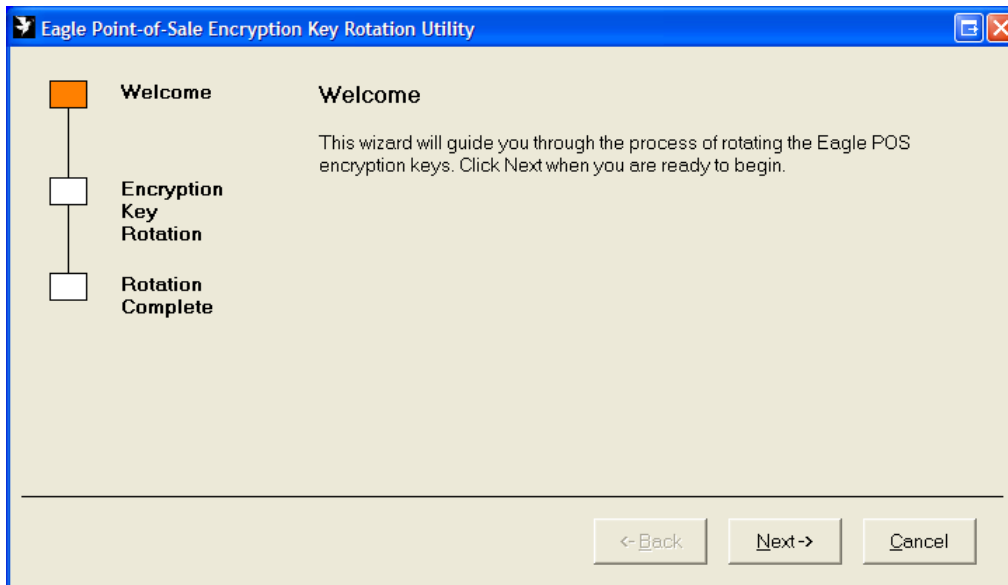 Eagle Point-of-Sale Encryption Key Rotation Utility
Welcome
Encryption
Key
Rotation
Rotation
Complete
Welcome
This wizard will guide you through the process of rotating the Eagle POS
encryption keys. Click Next when you are ready to begin.
<-Back
Next->
Cancel